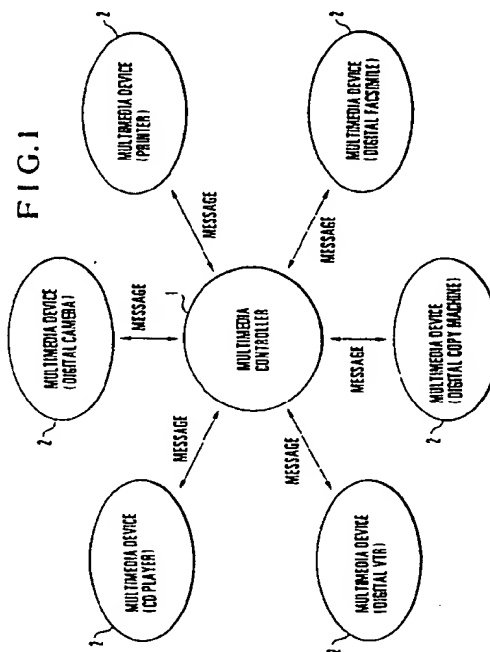 FIG.1
2
MULTIMEDIA DEVICE
(CD PLAYER)
2
MULTIMEDIA DEVICE
(DIGITAL CAMERA)
2
MULTIMEDIA DEVICE
(PRINTER)
MESSAGE
MESSAGE
MESSAGE
1
MULTIMEDIA
CONTROLLER
MESSAGE
MESSAGE
MESSAGE
2
MULTIMEDIA DEVICE
(DIGITAL VTR)
2
MULTIMEDIA DEVICE
(DIGITAL COPY MACHINE)
2
MULTIMEDIA DEVICE
(DIGITAL FACSIMILE)